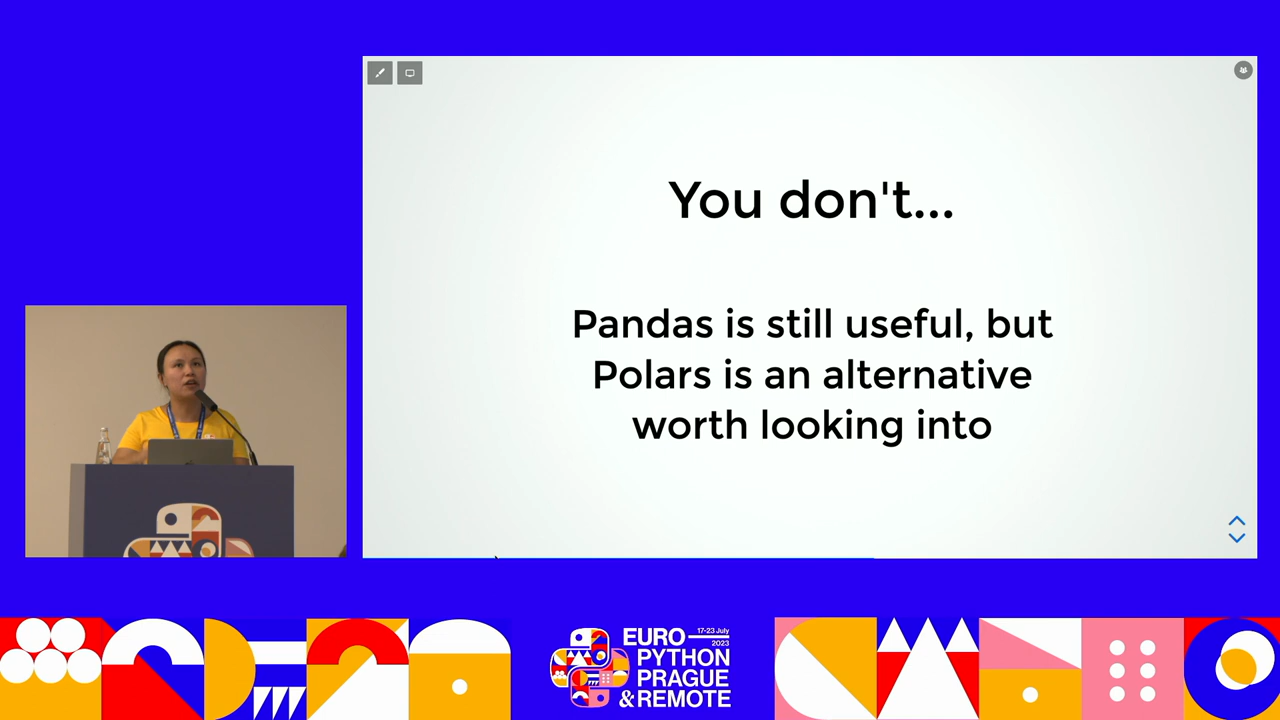 You don't...
Pandas is still useful, but
Polars is an alternative
worth looking into
EURO
17-23 July
2023
PYTHON
PRAGUE
& REMOTE